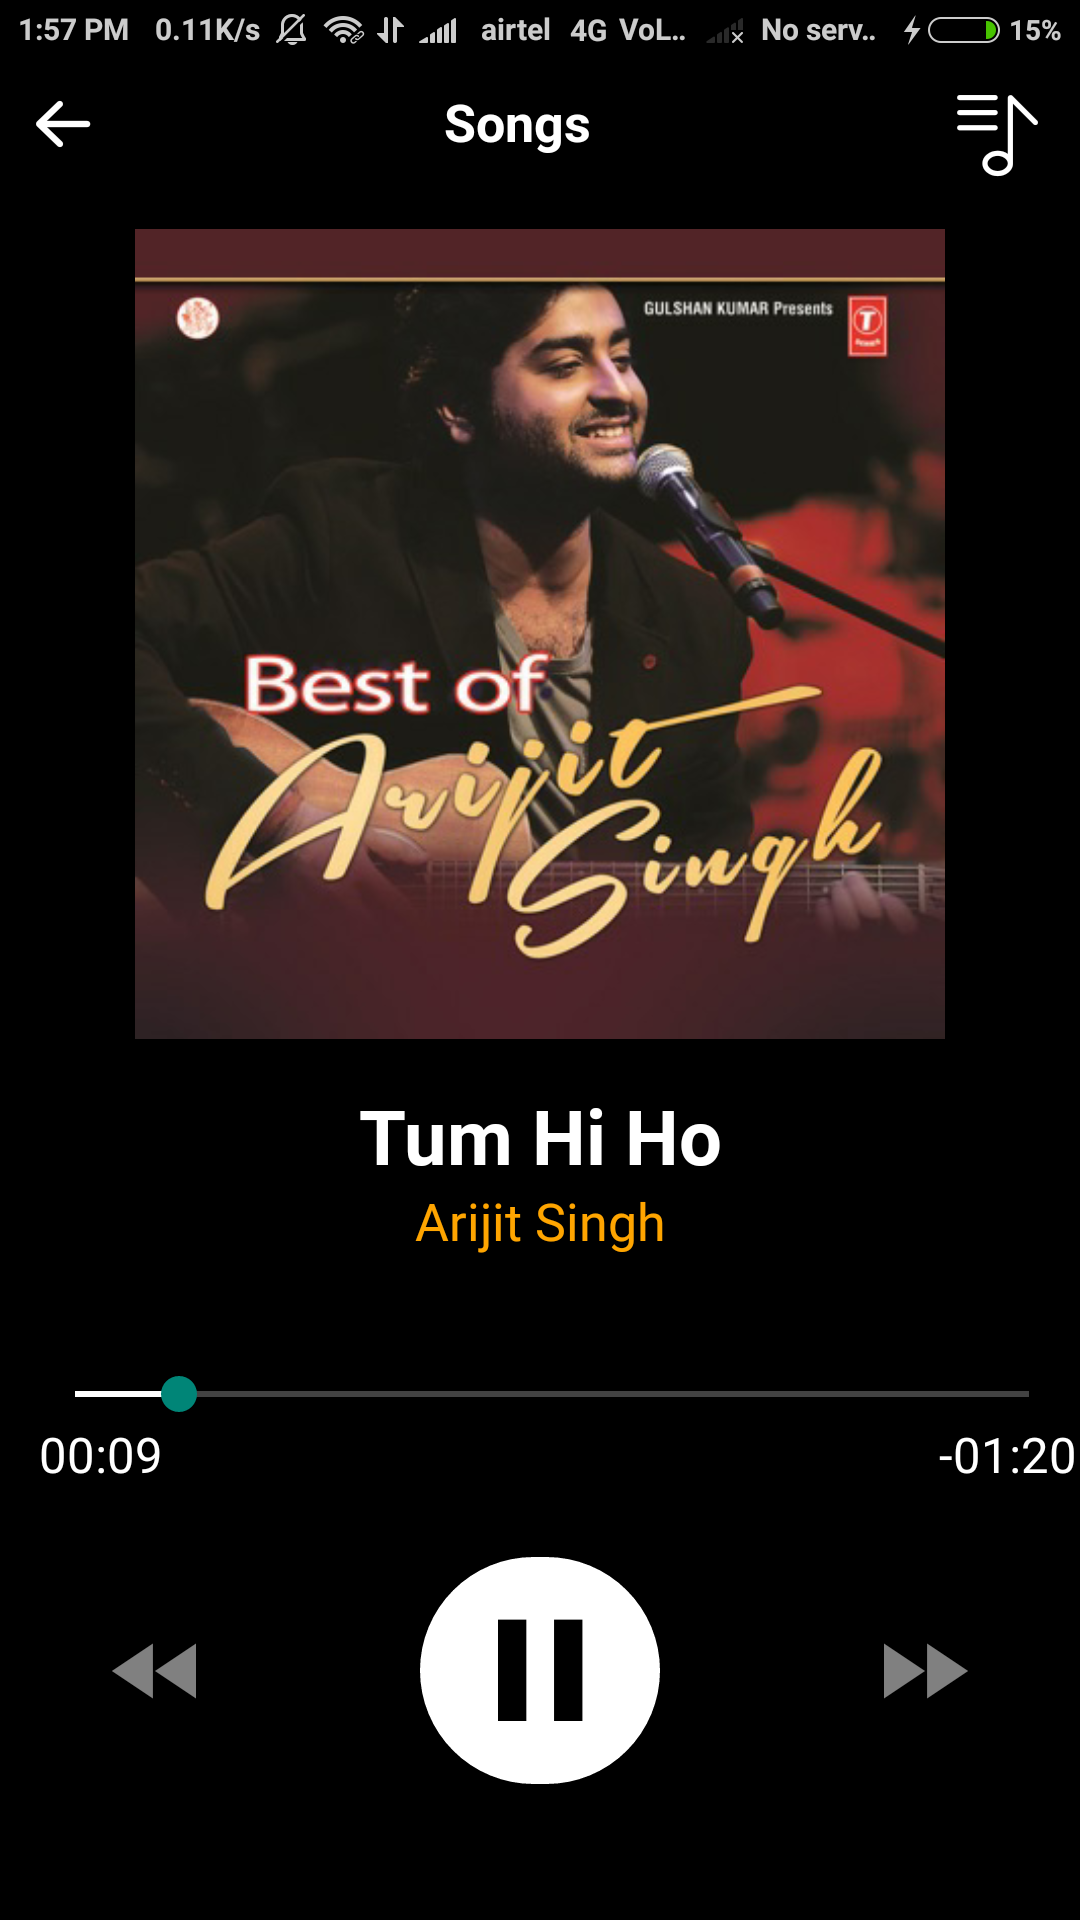 1:57 PM 0.11K/s airtel 4G VoL.. No serv.. 15%
Songs
GULSHAN KUMAR Presents
T
SERIES
Best of
Arijit
Singh
Tum Hi Ho
Arijit Singh
00:09 -01:20